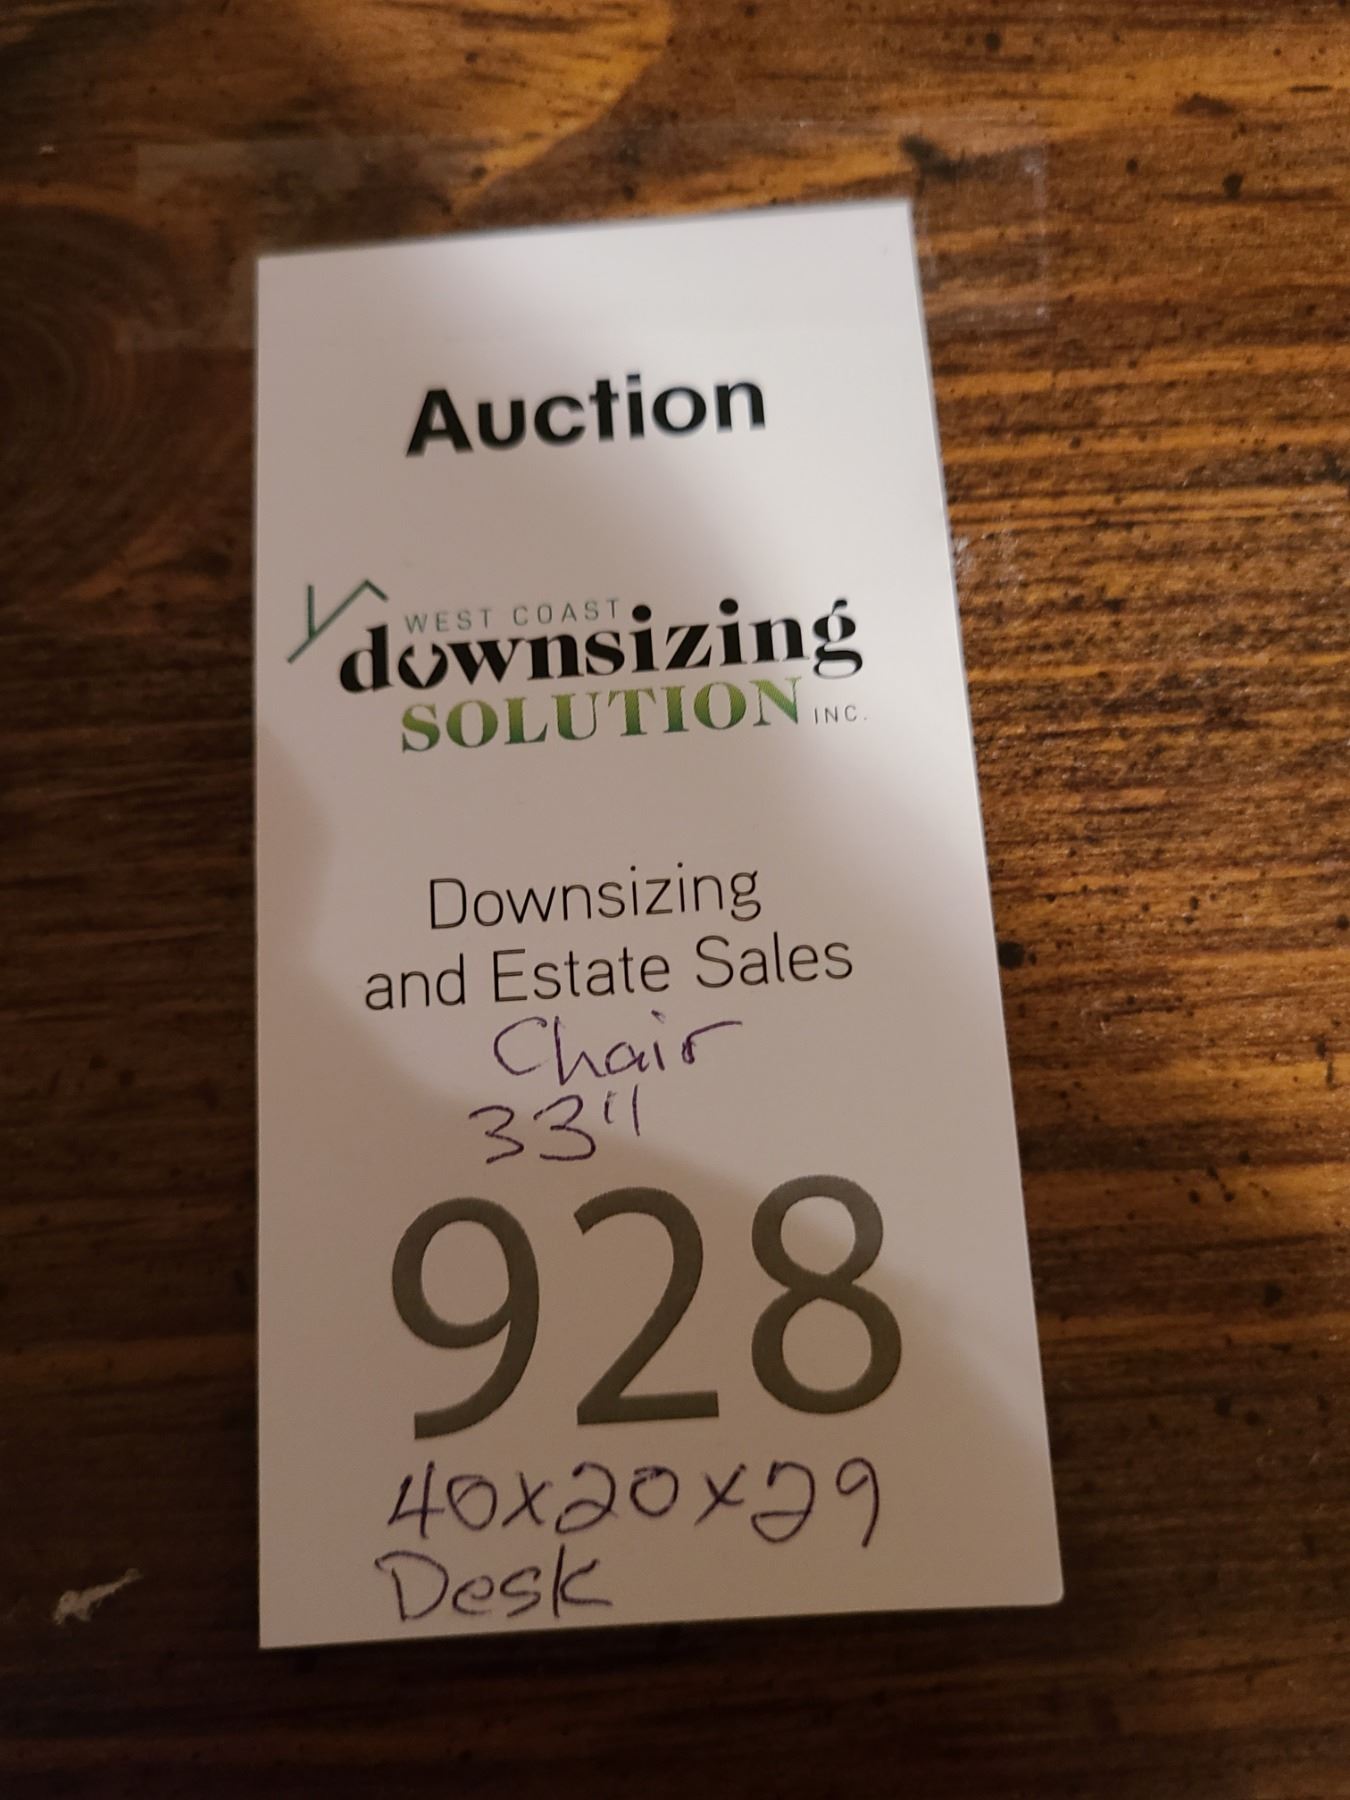 Auction
WEST COAST
downsizing
SOLUTION INC.
Downsizing
and Estate Sales
Chair
33"
928
40x20x29
Desk